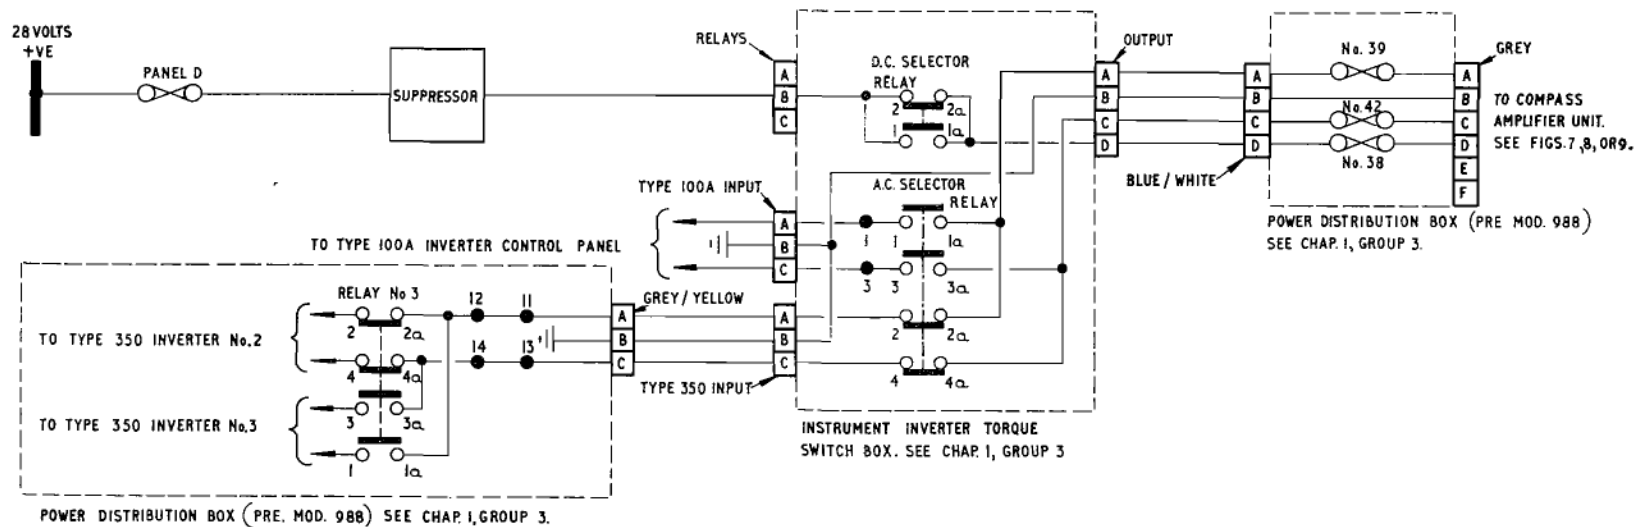 28 VOLTS
+VE
PANEL D
SUPPRESSOR
RELAYS
A
B
C
D.C. SELECTOR
RELAY
2
2a
1
1a
OUTPUT
A
B
C
D
A
B
C
D
BLUE / WHITE
No. 39
No. 42
No. 38
GREY
A
B
C
D
E
F
TO COMPASS
AMPLIFIER UNIT.
SEE FIGS. 7, 8, OR 9.
POWER DISTRIBUTION BOX (PRE MOD. 988)
SEE CHAP. 1, GROUP 3.
TYPE 100A INPUT
A
B
C
TO TYPE 100A INVERTER CONTROL PANEL
A.C. SELECTOR
RELAY
1
1
1a
3
3
3a
2
2a
4
4a
RELAY No 3
12
11
14
13
2
2a
4
4a
3
3a
1
1a
TO TYPE 350 INVERTER No. 2
TO TYPE 350 INVERTER No. 3
GREY / YELLOW
A
B
C
A
B
C
TYPE 350 INPUT
INSTRUMENT INVERTER TORQUE
SWITCH BOX. SEE CHAP. 1, GROUP 3
POWER DISTRIBUTION BOX (PRE. MOD. 988) SEE CHAP. 1, GROUP 3.